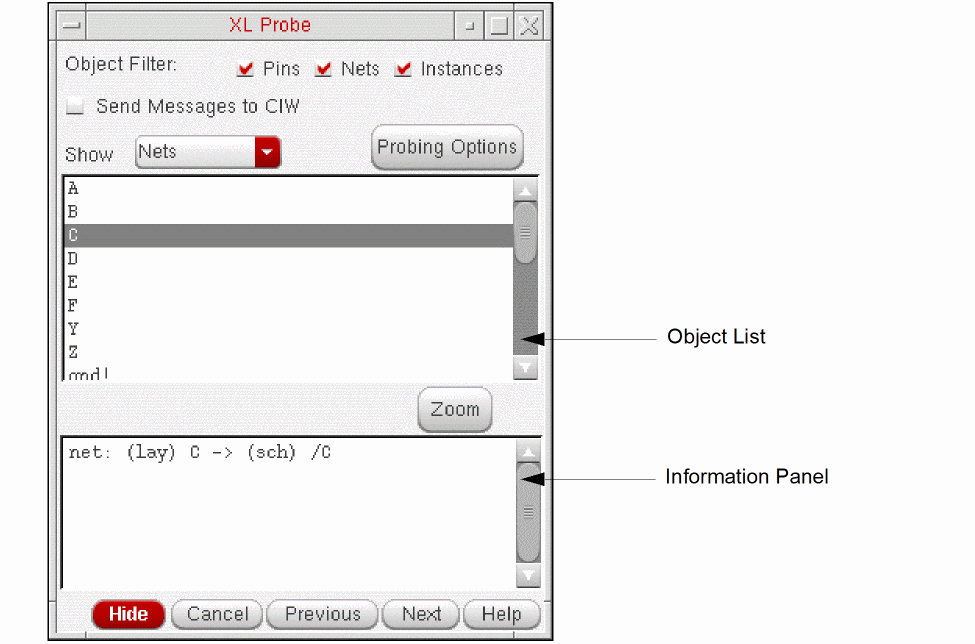 XL Probe
Object Filter: Pins Nets Instances
Send Messages to CIW
Show Nets Probing Options
A
B
C
D
E
F
Y
Z
gnd!
Object List
Zoom
net: (lay) C -> (sch) /C
Information Panel
Hide Cancel Previous Next Help